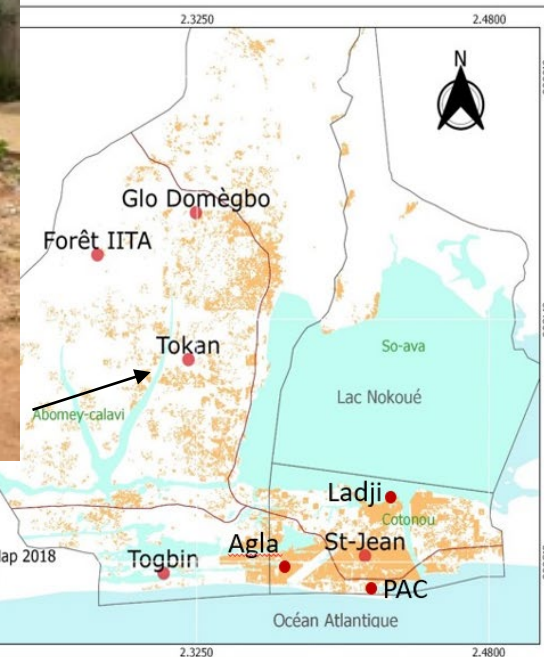 2.3250
2.4800
N
Glo Domègbo
Forêt IITA
Tokan
So-ava
Lac Nokoué
Abomey-calavi
Ladji
Cotonou
Agla
St-Jean
Map 2018
Togbin
PAC
Océan Atlantique
2.3250
2.4800